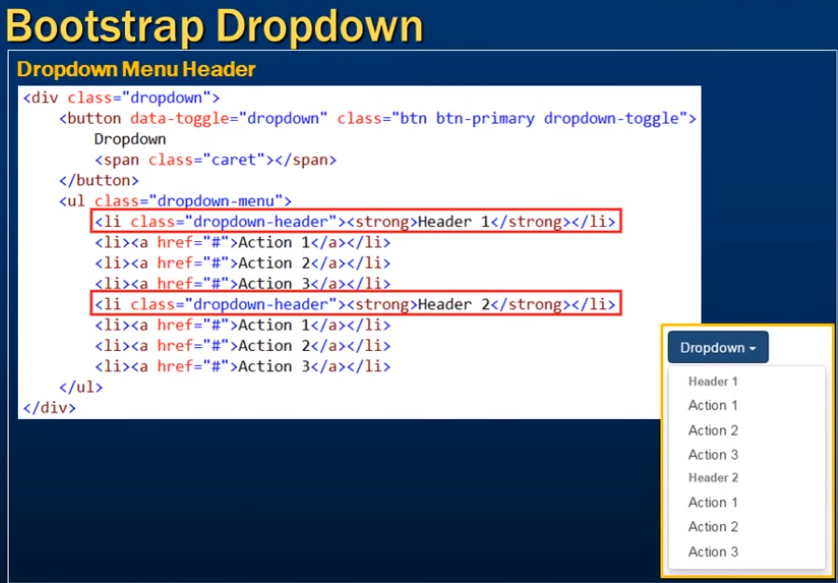 Bootstrap Dropdown
Dropdown Menu Header
<div class="dropdown">
<button data-toggle="dropdown" class="btn btn-primary dropdown-toggle">
Dropdown
<span class="caret"></span>
</button>
<ul class="dropdown-menu">
<li class="dropdown-header"><strong>Header 1</strong></li>
<li><a href="#">Action 1</a></li>
<li><a href="#">Action 2</a></li>
<li><a href="#">Action 3</a></li>
<li class="dropdown-header"><strong>Header 2</strong></li>
<li><a href="#">Action 1</a></li>
<li><a href="#">Action 2</a></li>
<li><a href="#">Action 3</a></li>
</ul>
</div>
Dropdown
Header 1
Action 1
Action 2
Action 3
Header 2
Action 1
Action 2
Action 3